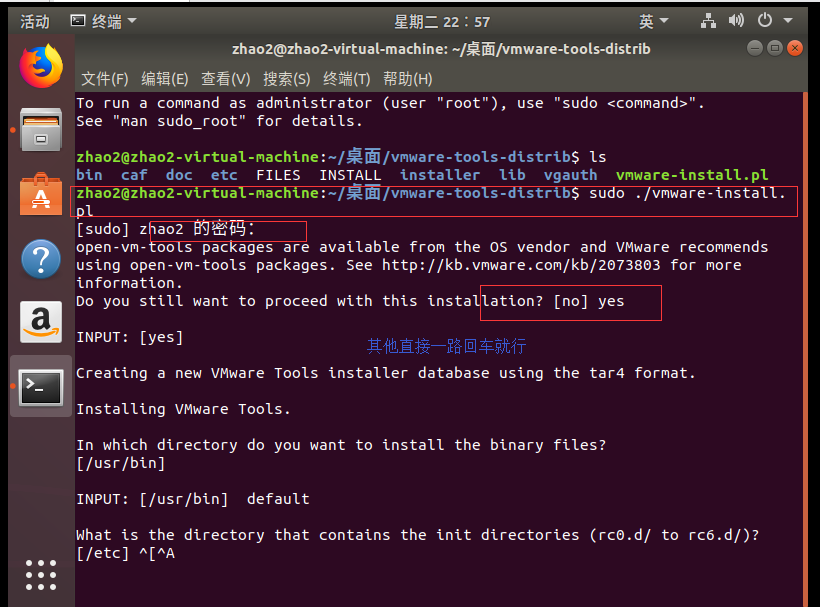 活动 终端 星期二 22：57 英
zhao2@zhao2-virtual-machine: ~/桌面/vmware-tools-distrib
文件(F) 编辑(E) 查看(V) 搜索(S) 终端(T) 帮助(H)
To run a command as administrator (user "root"), use "sudo <command>".
See "man sudo_root" for details.
zhao2@zhao2-virtual-machine:~/桌面/vmware-tools-distrib$ ls
bin caf doc etc FILES INSTALL installer lib vgauth vmware-install.pl
zhao2@zhao2-virtual-machine:~/桌面/vmware-tools-distrib$ sudo ./vmware-install.
pl
[sudo] zhao2 的密码：
open-vm-tools packages are available from the OS vendor and VMware recommends
using open-vm-tools packages. See http://kb.vmware.com/kb/2073803 for more
information.
Do you still want to proceed with this installation? [no] yes
INPUT: [yes]
其他直接一路回车就行
Creating a new VMware Tools installer database using the tar4 format.
Installing VMware Tools.
In which directory do you want to install the binary files?
[/usr/bin]
INPUT: [/usr/bin] default
What is the directory that contains the init directories (rc0.d/ to rc6.d/)?
[/etc] ^[^A